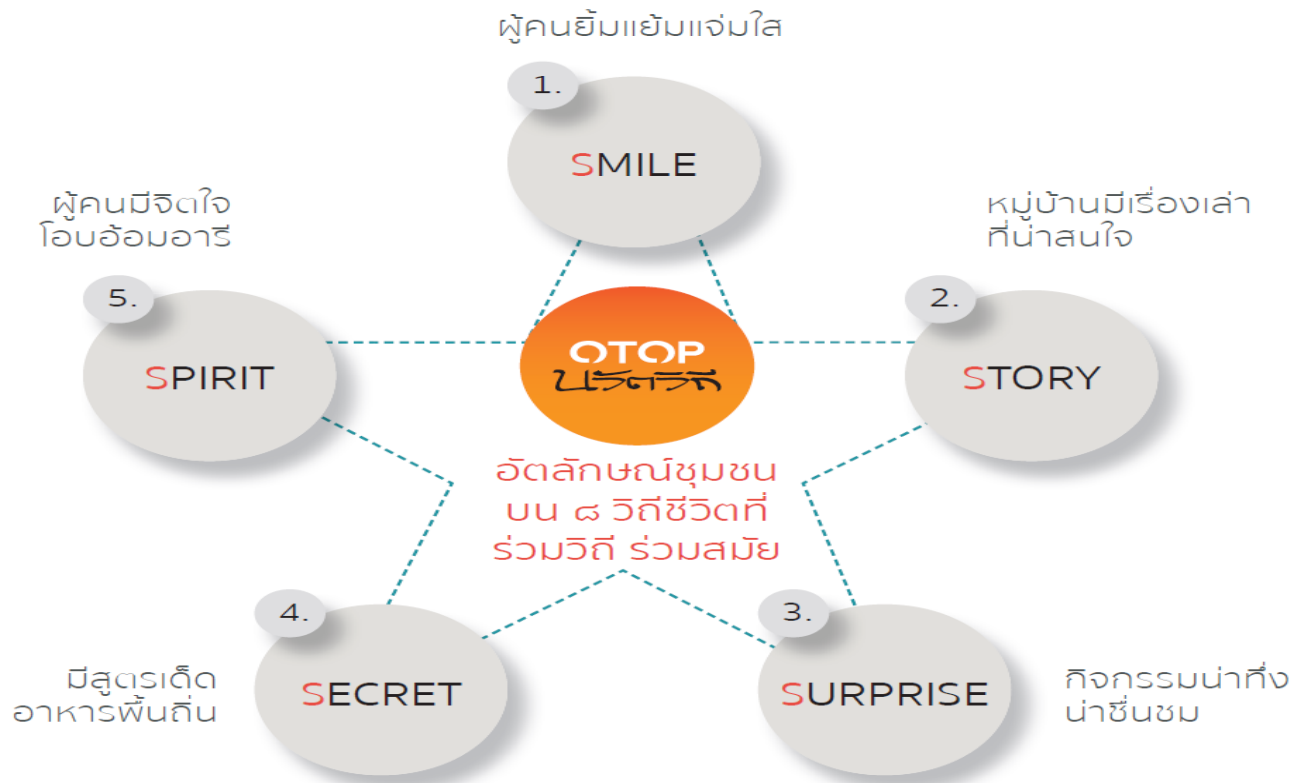 ผู้คนยิ้มแย้มแจ่มใส
1.
SMILE
หมู่บ้านมีเรื่องเล่า
ที่น่าสนใจ
2.
STORY
กิจกรรมน่าทึ่ง
น่าชื่นชม
3.
SURPRISE
มีสูตรเด็ด
อาหารพื้นถิ่น
4.
SECRET
ผู้คนมีจิตใจ
โอบอ้อมอารี
5.
SPIRIT
OTOP
นวัตวิถี
อัตลักษณ์ชุมชน
บน ๘ วิถีชีวิตที่
ร่วมวิถี ร่วมสมัย